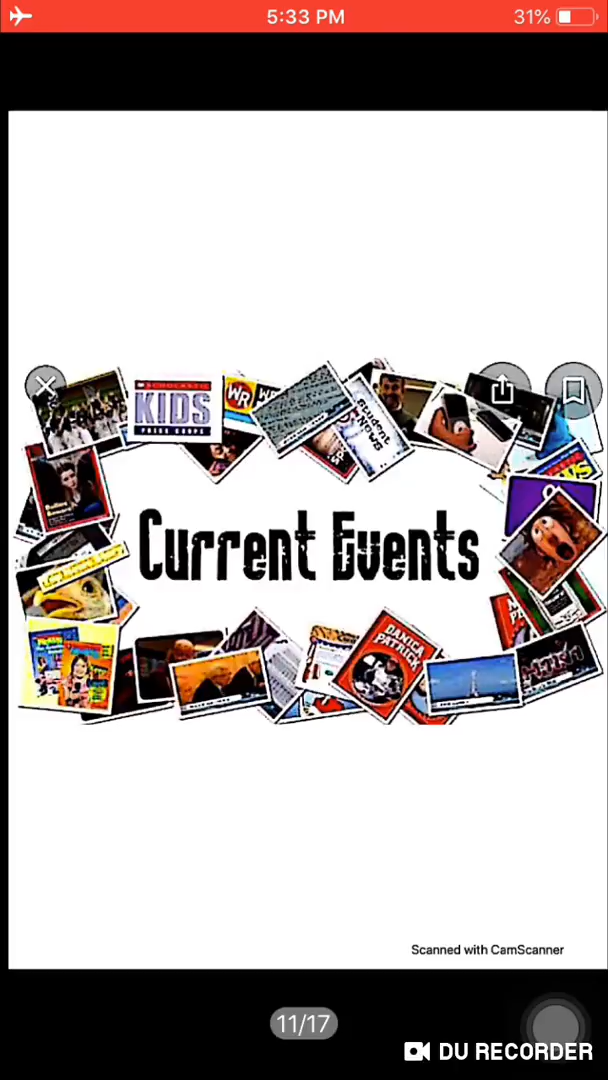 5:33 PM
31%
SCHOLASTIC
KIDS
PRESS CORPS
WR
Student
News
Current Events
DANICA
PATRICK
Scanned with CamScanner
11/17
DU RECORDER